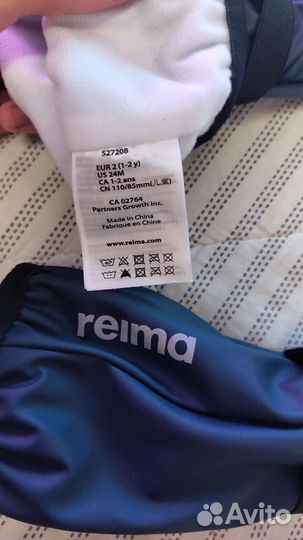 527208
EUR 2 (1-2 y)
US 24M
CA 1-2 ans
CN 110/85mm(儿童)
CA 02764
Partners Growth Inc.
Made in China
Fabriqué en Chine
www.reima.com
reima
Avito